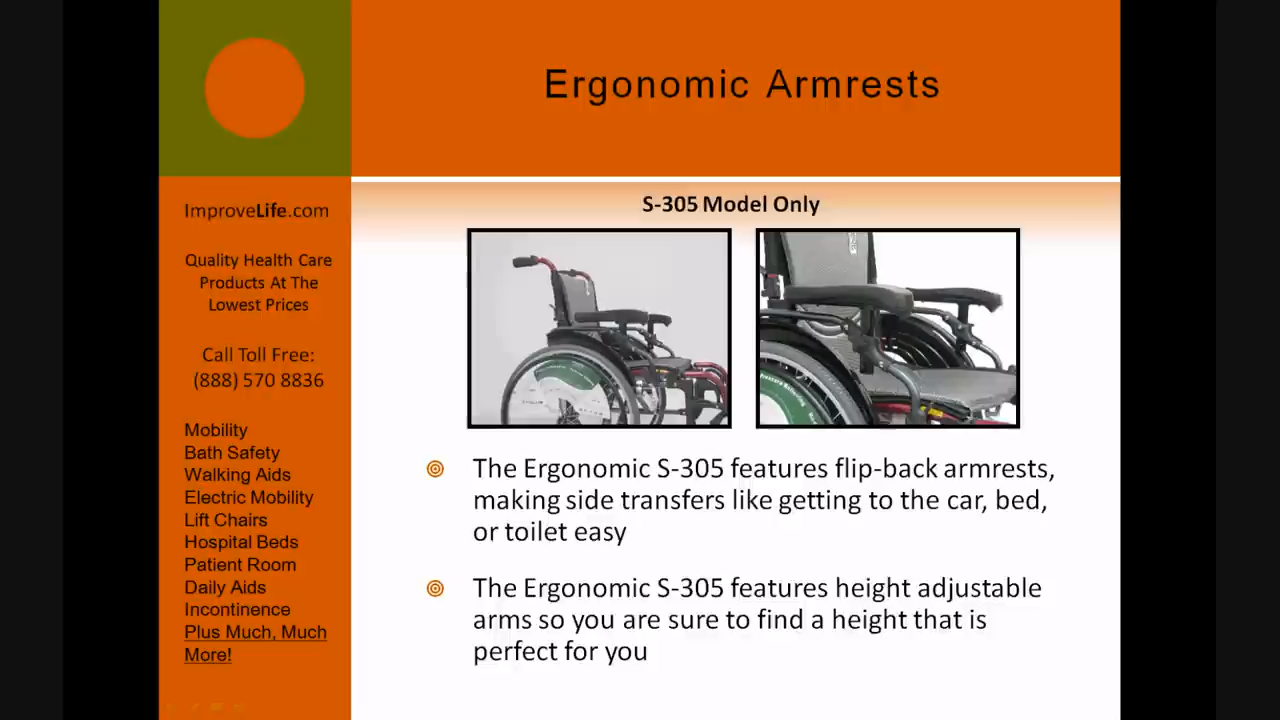 Ergonomic Armrests
ImproveLife.com
Quality Health Care
Products At The
Lowest Prices
Call Toll Free:
(888) 570 8836
Mobility
Bath Safety
Walking Aids
Electric Mobility
Lift Chairs
Hospital Beds
Patient Room
Daily Aids
Incontinence
Plus Much, Much
More!
S-305 Model Only
The Ergonomic S-305 features flip-back armrests,
making side transfers like getting to the car, bed,
or toilet easy
The Ergonomic S-305 features height adjustable
arms so you are sure to find a height that is
perfect for you